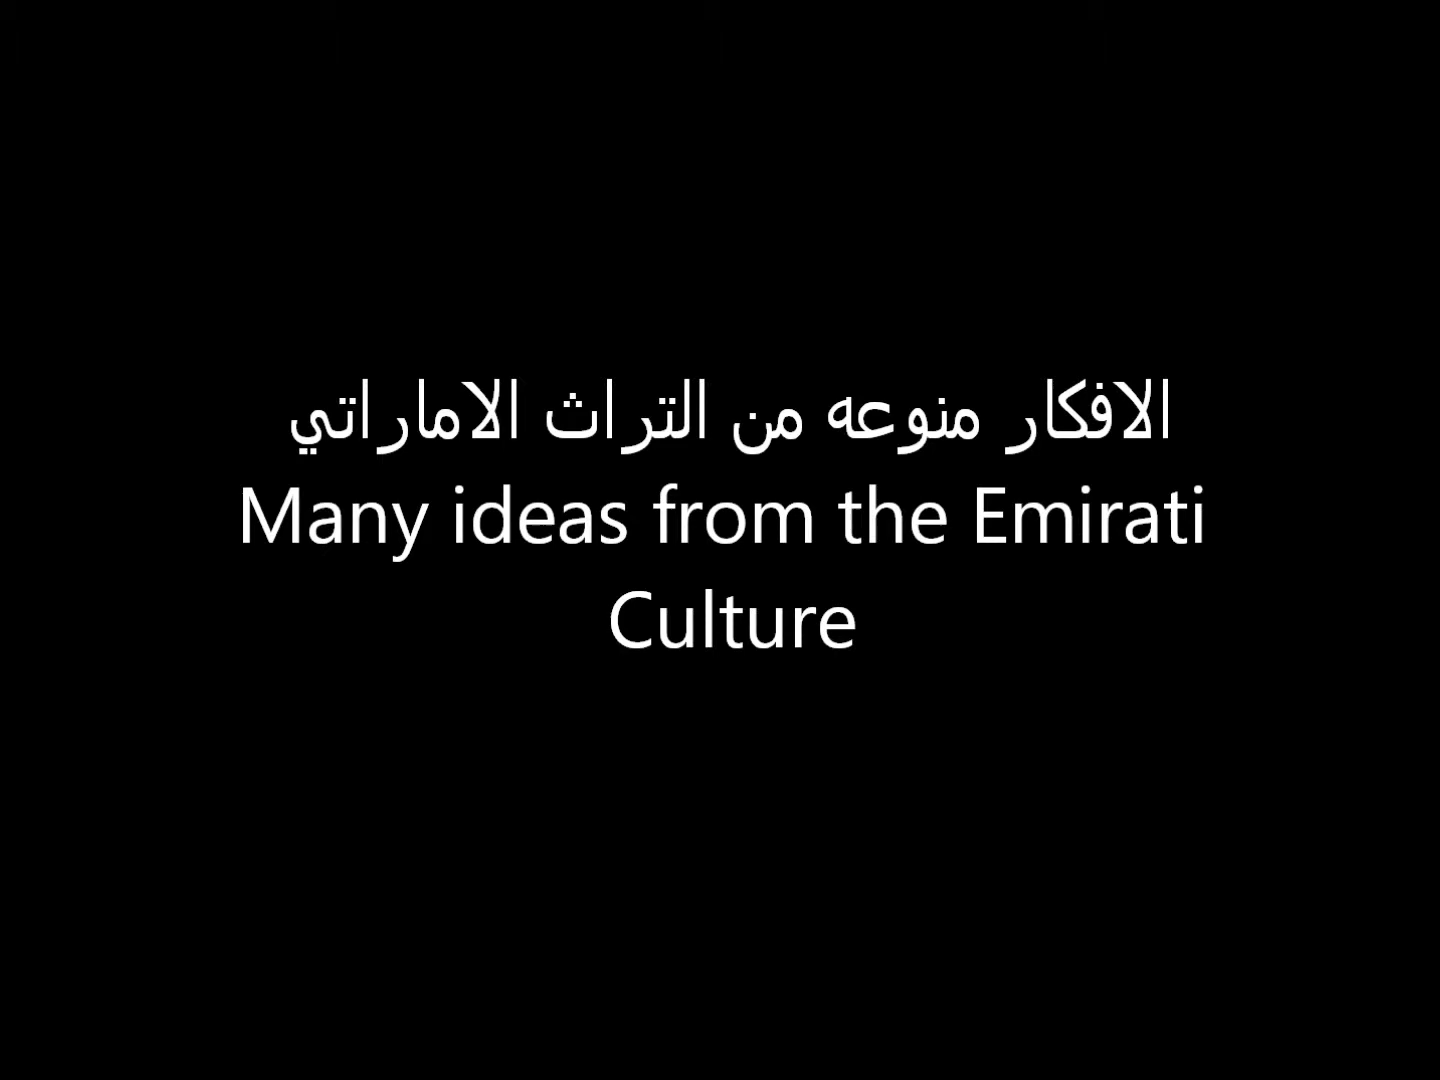 الافكار منوعه من التراث الاماراتي
Many ideas from the Emirati
Culture